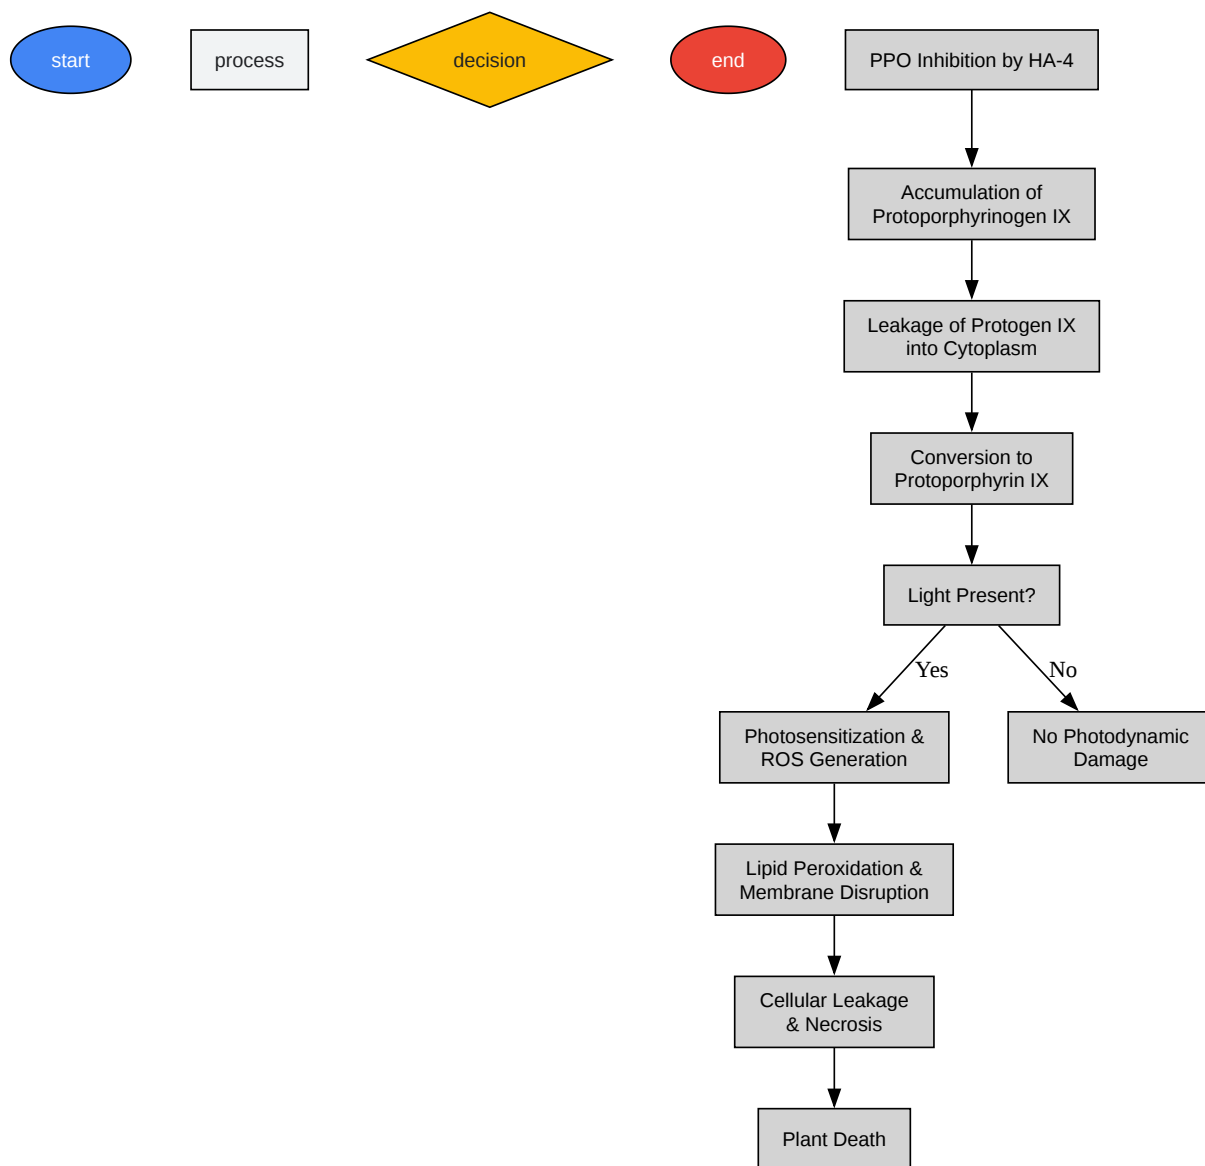 start
process
decision
end
PPO Inhibition by HA-4
Accumulation of
Protoporphyrinogen IX
Leakage of Protogen IX
into Cytoplasm
Conversion to
Protoporphyrin IX
Light Present?
Yes
No
Photosensitization &
ROS Generation
No Photodynamic
Damage
Lipid Peroxidation &
Membrane Disruption
Cellular Leakage
& Necrosis
Plant Death